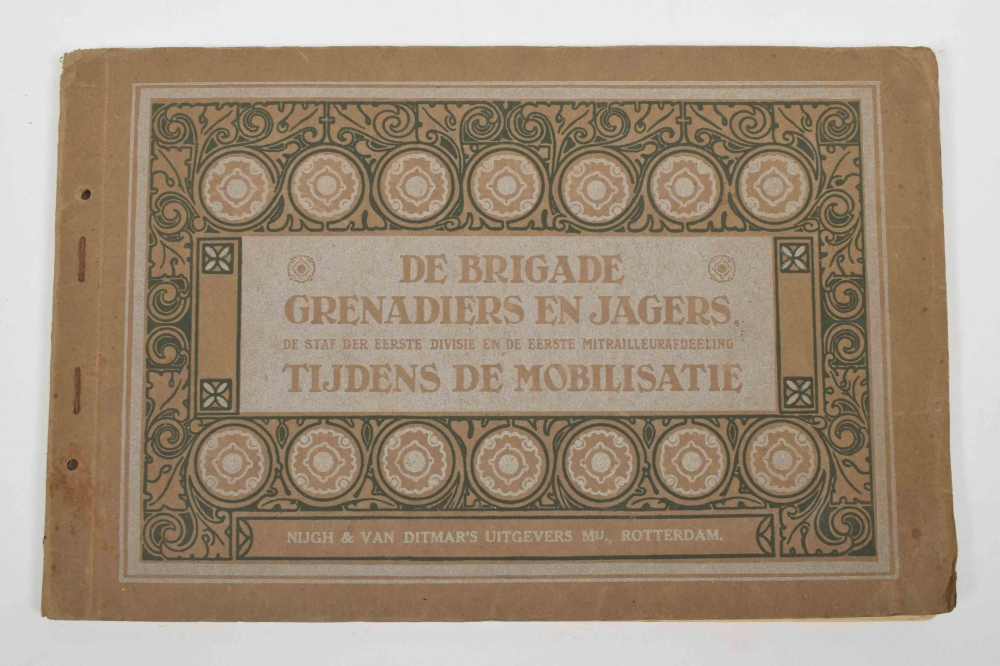 DE BRIGADE
GRENADIERS EN JAGERS.
DE STAF DER EERSTE DIVISIE EN DE EERSTE MITRAILLEURAFDEELING
TIJDENS DE MOBILISATIE
NIJGH & VAN DITMAR'S UITGEVERS MIJ., ROTTERDAM.